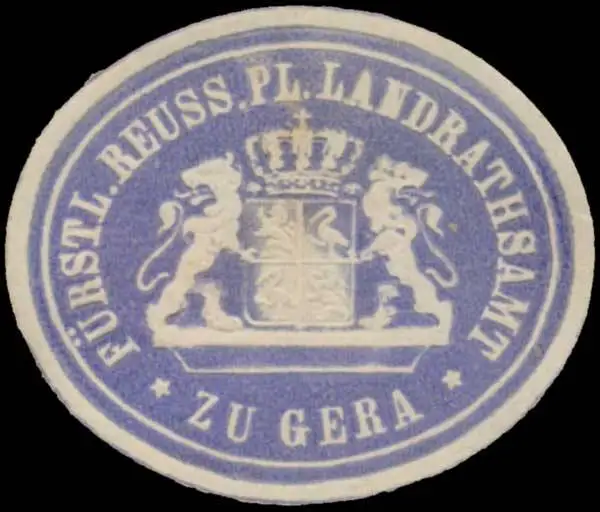 FÜRSTL. REUSS. PL. LANDRATHSAMT
* ZU GERA *